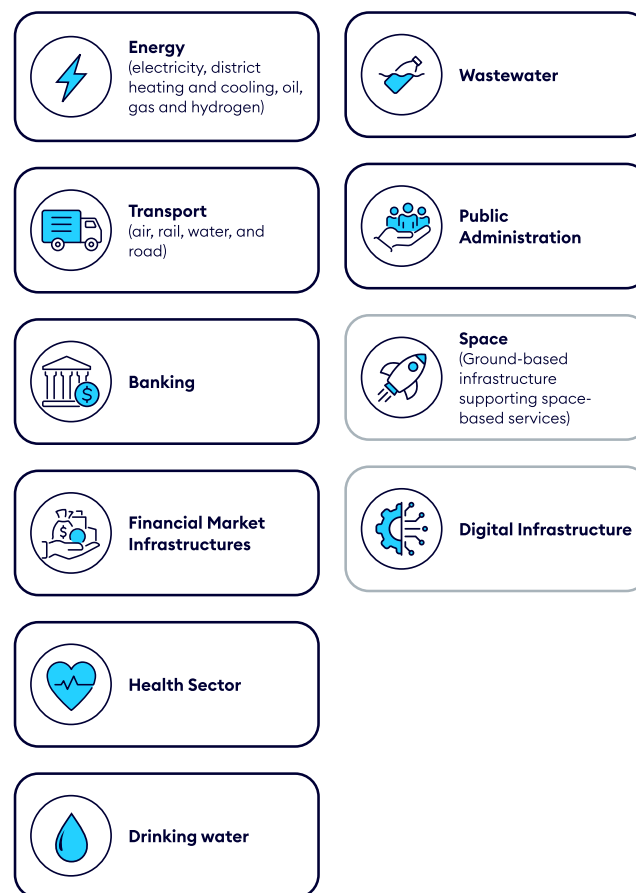 Energy
(electricity, district
heating and cooling, oil,
gas and hydrogen)
Transport
(air, rail, water, and
road)
Banking
$
Financial Market
Infrastructures
$
Health Sector
Drinking water
Wastewater
Public
Administration
Space
(Ground-based
infrastructure
supporting space-
based services)
Digital Infrastructure